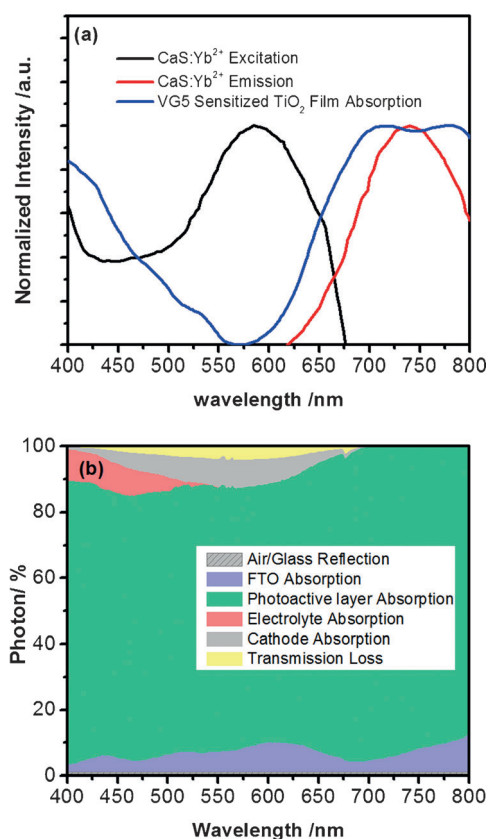 (a)
CaS:Yb²⁺ Excitation
CaS:Yb²⁺ Emission
VG5 Sensitized TiO₂ Film Absorption
Normalized Intensity /a.u.
400 450 500 550 600 650 700 750 800
wavelength /nm
100
(b)
80
60
40
20
0
Photon/ %
Air/Glass Reflection
FTO Absorption
Photoactive layer Absorption
Electrolyte Absorption
Cathode Absorption
Transmission Loss
400 450 500 550 600 650 700 750 800
Wavelength /nm